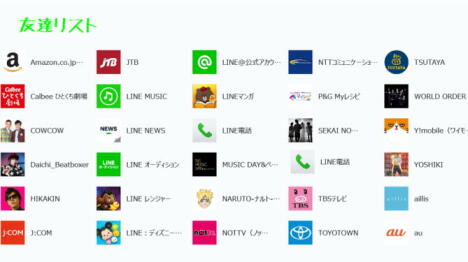 友達リスト
Amazon.co.jp…
JTB
LINE@公式アカウ…
NTTコミュニケーショ…
TSUTAYA
Calbee ひとくち劇場
LINE MUSIC
LINEマンガ
P&G Myレシピ
WORLD ORDER
COWCOW
LINE NEWS
LINE電話
SEKAI NO…
Y!mobile（ワイモ…
Daichi_Beatboxer
LINE オーディション
MUSIC DAY&ベ…
LINE電話
YOSHIKI
HIKAKIN
LINE レンジャー
NARUTO-ナルトー…
TBSテレビ
aillis
J:COM
LINE：ディズニー…
NOTTV（ノッ…
TOYOTOWN
au